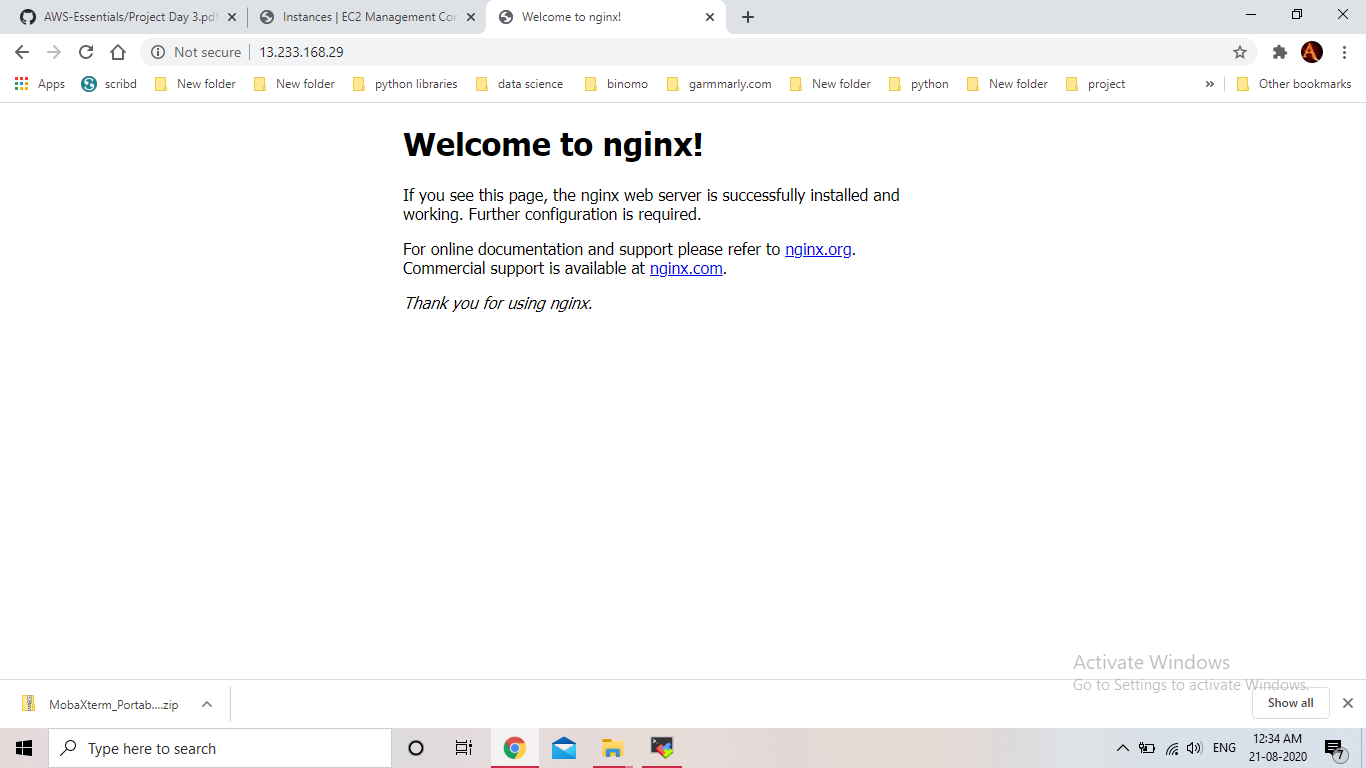 AWS-Essentials/Project Day 3.pdf
Instances | EC2 Management Con
Welcome to nginx!
Not secure
13.233.168.29
Apps
scribd
New folder
New folder
python libraries
data science
binomo
garmmarly.com
New folder
python
New folder
project
»
Other bookmarks
Welcome to nginx!
If you see this page, the nginx web server is successfully installed and
working. Further configuration is required.
For online documentation and support please refer to nginx.org.
Commercial support is available at nginx.com.
Thank you for using nginx.
Activate Windows
Go to Settings to activate Windows.
MobaXterm_Portab....zip
Show all
Type here to search
ENG
12:34 AM
21-08-2020
7